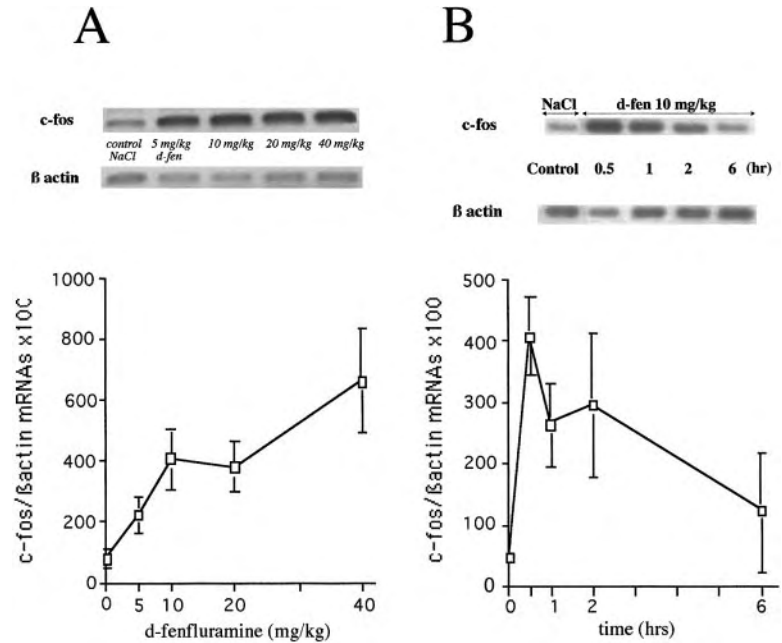 A
c-fos
control NaCl
5 mg/kg d-fen
10 mg/kg
20 mg/kg
40 mg/kg
ß actin
c-fos/ßactin mRNAs x10C
1000
800
600
400
200
0
0 5 10 20 40
d-fenfluramine (mg/kg)
B
NaCl d-fen 10 mg/kg
c-fos
Control 0.5 1 2 6 (hr)
ß actin
c-fos/ßactin mRNAs x100
500
400
300
200
100
0
0 1 2 6
time (hrs)